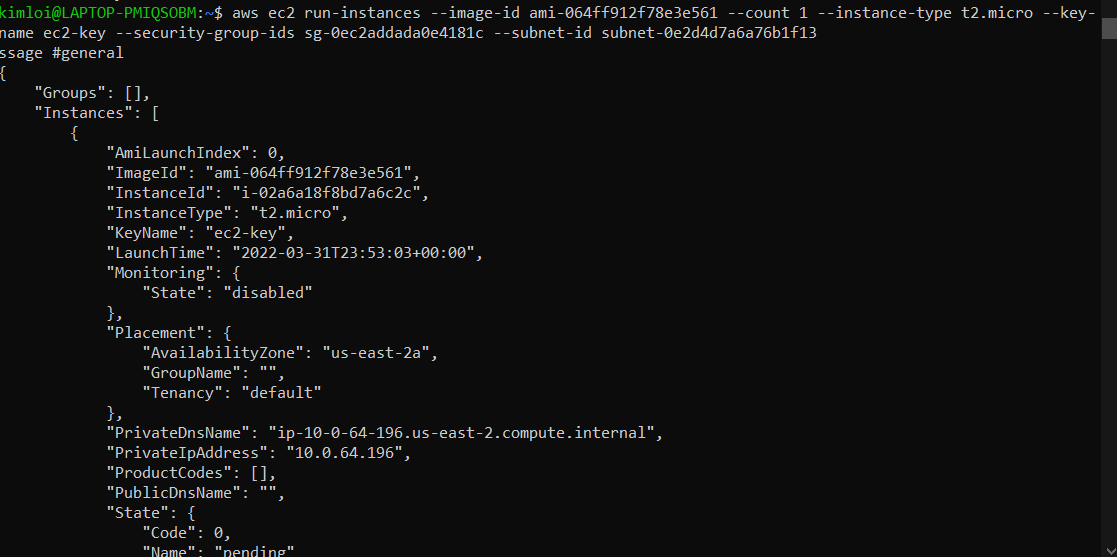 kimloi@LAPTOP-PMIQSOBM:~$ aws ec2 run-instances --image-id ami-064ff912f78e3e561 --count 1 --instance-type t2.micro --key-
name ec2-key --security-group-ids sg-0ec2addada0e4181c --subnet-id subnet-0e2d4d7a6a76b1f13
ssage #general
{
    "Groups": [],
    "Instances": [
        {
            "AmiLaunchIndex": 0,
            "ImageId": "ami-064ff912f78e3e561",
            "InstanceId": "i-02a6a18f8bd7a6c2c",
            "InstanceType": "t2.micro",
            "KeyName": "ec2-key",
            "LaunchTime": "2022-03-31T23:53:03+00:00",
            "Monitoring": {
                "State": "disabled"
            },
            "Placement": {
                "AvailabilityZone": "us-east-2a",
                "GroupName": "",
                "Tenancy": "default"
            },
            "PrivateDnsName": "ip-10-0-64-196.us-east-2.compute.internal",
            "PrivateIpAddress": "10.0.64.196",
            "ProductCodes": [],
            "PublicDnsName": "",
            "State": {
                "Code": 0,
                "Name": "pending"